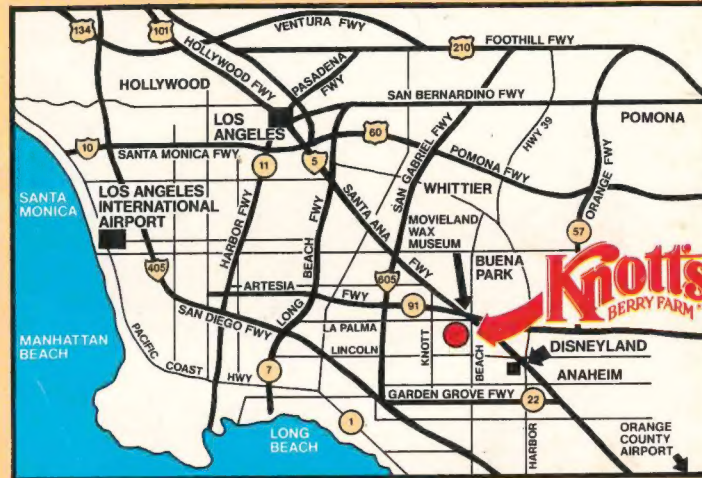 134
101
VENTURA FWY
210
FOOTHILL FWY
HOLLYWOOD FWY
PASADENA
FWY
HOLLYWOOD
SAN BERNARDINO FWY
HWY 39
LOS
ANGELES
60
POMONA
10
SANTA MONICA FWY
11
5
SAN GABRIEL FWY
POMONA FWY
ORANGE FWY
SANTA
MONICA
LOS ANGELES
INTERNATIONAL
AIRPORT
HARBOR FWY
SANTA ANA FWY
WHITTIER
MOVIELAND
WAX
MUSEUM
57
405
LONG BEACH FWY
BUENA
PARK
Knott's
BERRY FARM
605
ARTESIA FWY
91
SAN DIEGO FWY
LA PALMA
MANHATTAN
BEACH
PACIFIC
COAST
HWY
LINCOLN
KNOTT
BEACH
DISNEYLAND
ANAHEIM
7
GARDEN GROVE FWY
22
1
LONG
BEACH
HARBOR
ORANGE
COUNTY
AIRPORT